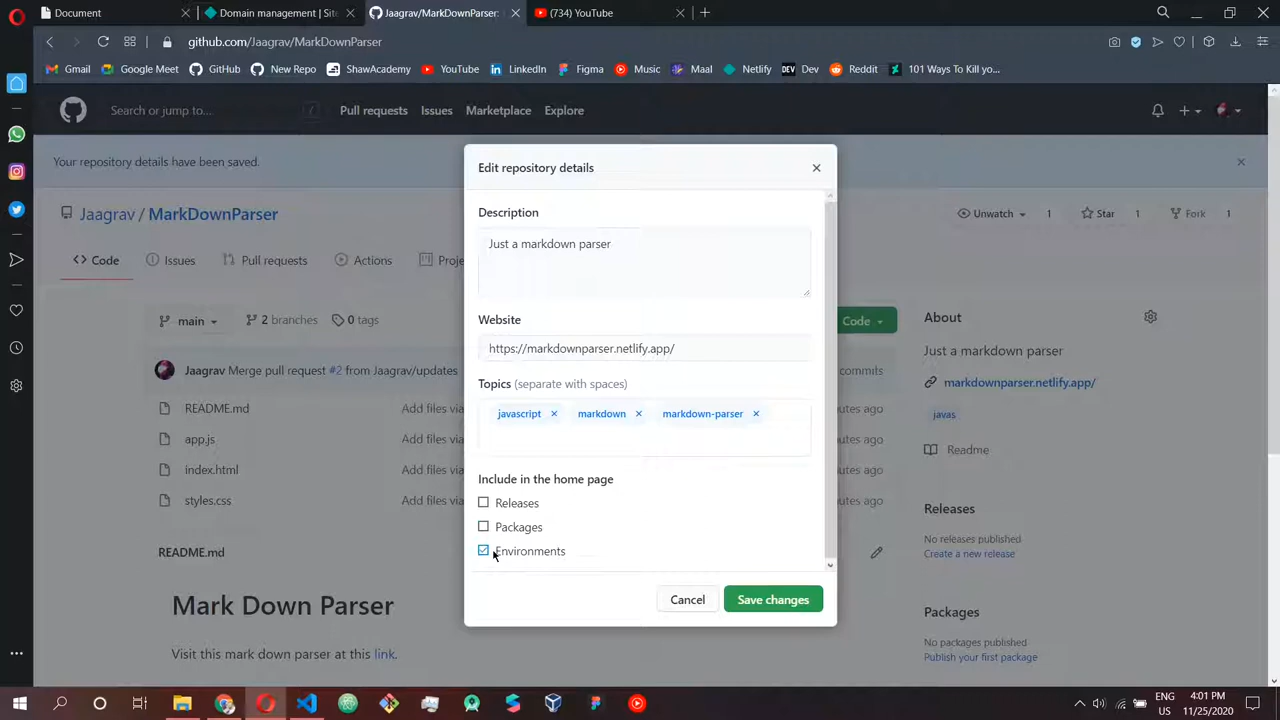 Document
Domain management | Sit
Jaagrav/MarkDownParser:
(734) YouTube
github.com/Jaagrav/MarkDownParser
Gmail
Google Meet
GitHub
New Repo
ShawAcademy
YouTube
LinkedIn
Figma
Music
Maal
Netlify
DEV Dev
Reddit
101 Ways To Kill yo...
Search or jump to...
/
Pull requests
Issues
Marketplace
Explore
Your repository details have been saved.
Jaagrav / MarkDownParser
Unwatch
1
Star
1
Fork
1
Code
Issues
Pull requests
Actions
Proje
main
2 branches
0 tags
Code
Jaagrav Merge pull request #2 from Jaagrav/updates
commits
README.md
Add files via
utes ago
app.js
Add files via
utes ago
index.html
Add files via
utes ago
styles.css
Add files via
utes ago
README.md
Mark Down Parser
Visit this mark down parser at this link.
Edit repository details
Description
Just a markdown parser
Website
https://markdownparser.netlify.app/
Topics (separate with spaces)
javascript
markdown
markdown-parser
Include in the home page
Releases
Packages
Environments
Cancel
Save changes
About
Just a markdown parser
markdownparser.netlify.app/
javas
Readme
Releases
No releases published
Create a new release
Packages
No packages published
Publish your first package
ENG
US
4:01 PM
11/25/2020